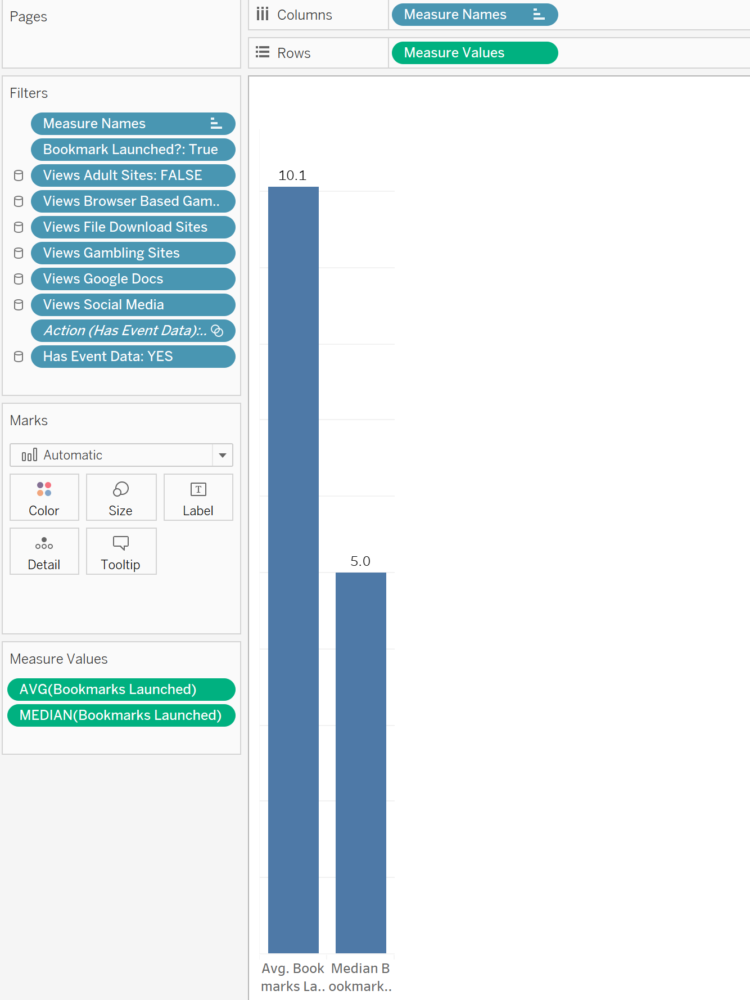 Pages
Columns
Measure Names
Rows
Measure Values
Filters
Measure Names
Bookmark Launched?: True
Views Adult Sites: FALSE
Views Browser Based Gam..
Views File Download Sites
Views Gambling Sites
Views Google Docs
Views Social Media
Action (Has Event Data):..
Has Event Data: YES
Marks
Automatic
Color
Size
T
Label
Detail
Tooltip
Measure Values
AVG(Bookmarks Launched)
MEDIAN(Bookmarks Launched)
10.1
5.0
Avg. Book
marks La..
Median B
ookmark..